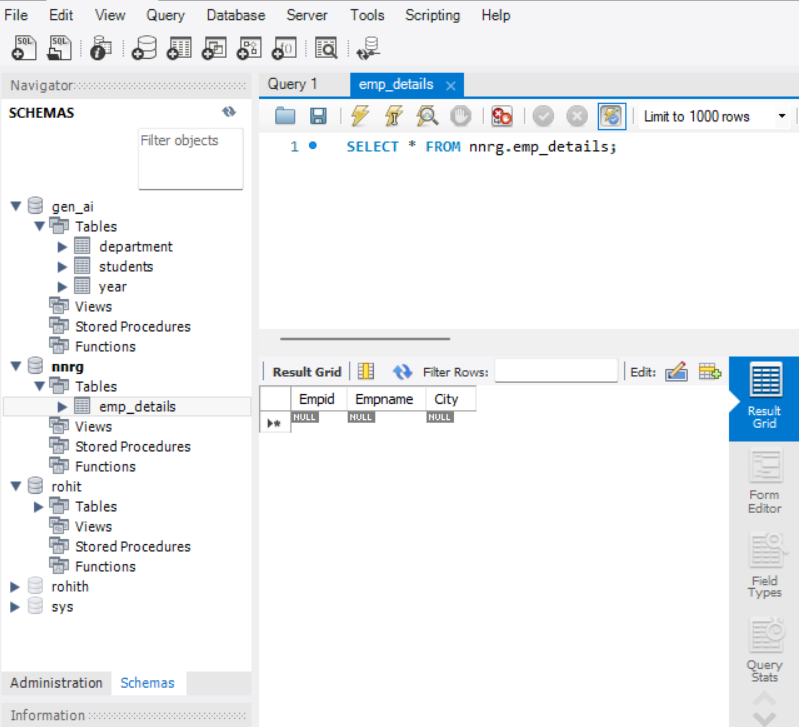 File Edit View Query Database Server Tools Scripting Help
SQL SQL
Navigator
SCHEMAS
Filter objects
gen_ai
Tables
department
students
year
Views
Stored Procedures
Functions
nnrg
Tables
emp_details
Views
Stored Procedures
Functions
rohit
Tables
Views
Stored Procedures
Functions
rohith
sys
Administration Schemas
Information
Query 1 emp_details
Limit to 1000 rows
1 SELECT * FROM nnrg.emp_details;
Result Grid Filter Rows: Edit:
Empid Empname City
NULL NULL NULL
Result
Grid
Form
Editor
Field
Types
Query
Stats